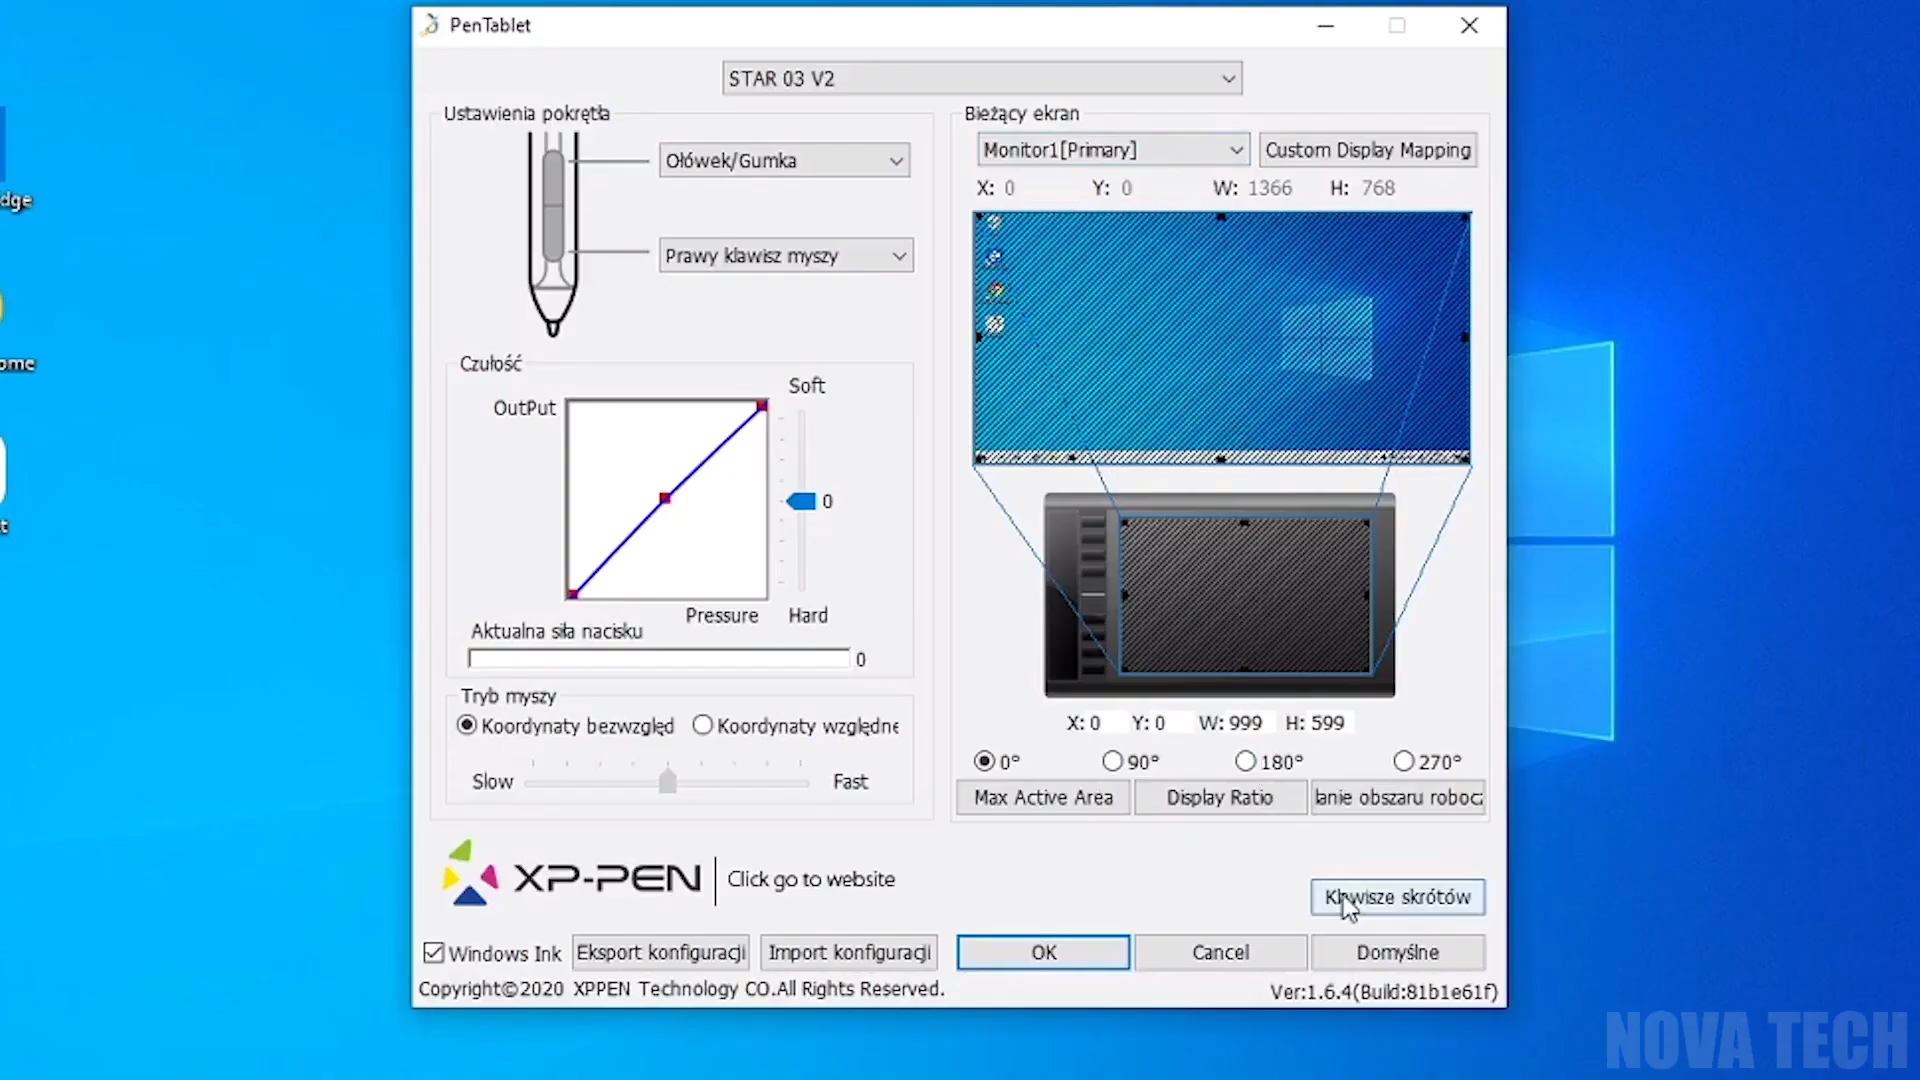 PenTablet
STAR 03 V2
Ustawienia pokrętła
Ołówek/Gumka
Prawy klawisz myszy
Czułość
Soft
OutPut
0
Pressure
Hard
Aktualna siła nacisku
0
Tryb myszy
Koordynaty bezwzględ
Koordynaty względne
Slow
Fast
Bieżący ekran
Monitor1[Primary]
Custom Display Mapping
X: 0 Y: 0 W: 1366 H: 768
X: 0 Y: 0 W: 999 H: 599
0° 90° 180° 270°
Max Active Area
Display Ratio
lanie obszaru robocz
XP-PEN
Click go to website
Klawisze skrótów
Windows Ink
Eksport konfiguracji
Import konfiguracji
OK
Cancel
Domyślne
Copyright©2020 XPPEN Technology CO.All Rights Reserved.
Ver:1.6.4(Build:81b1e61f)
dge
ome
t
NOVA TECH